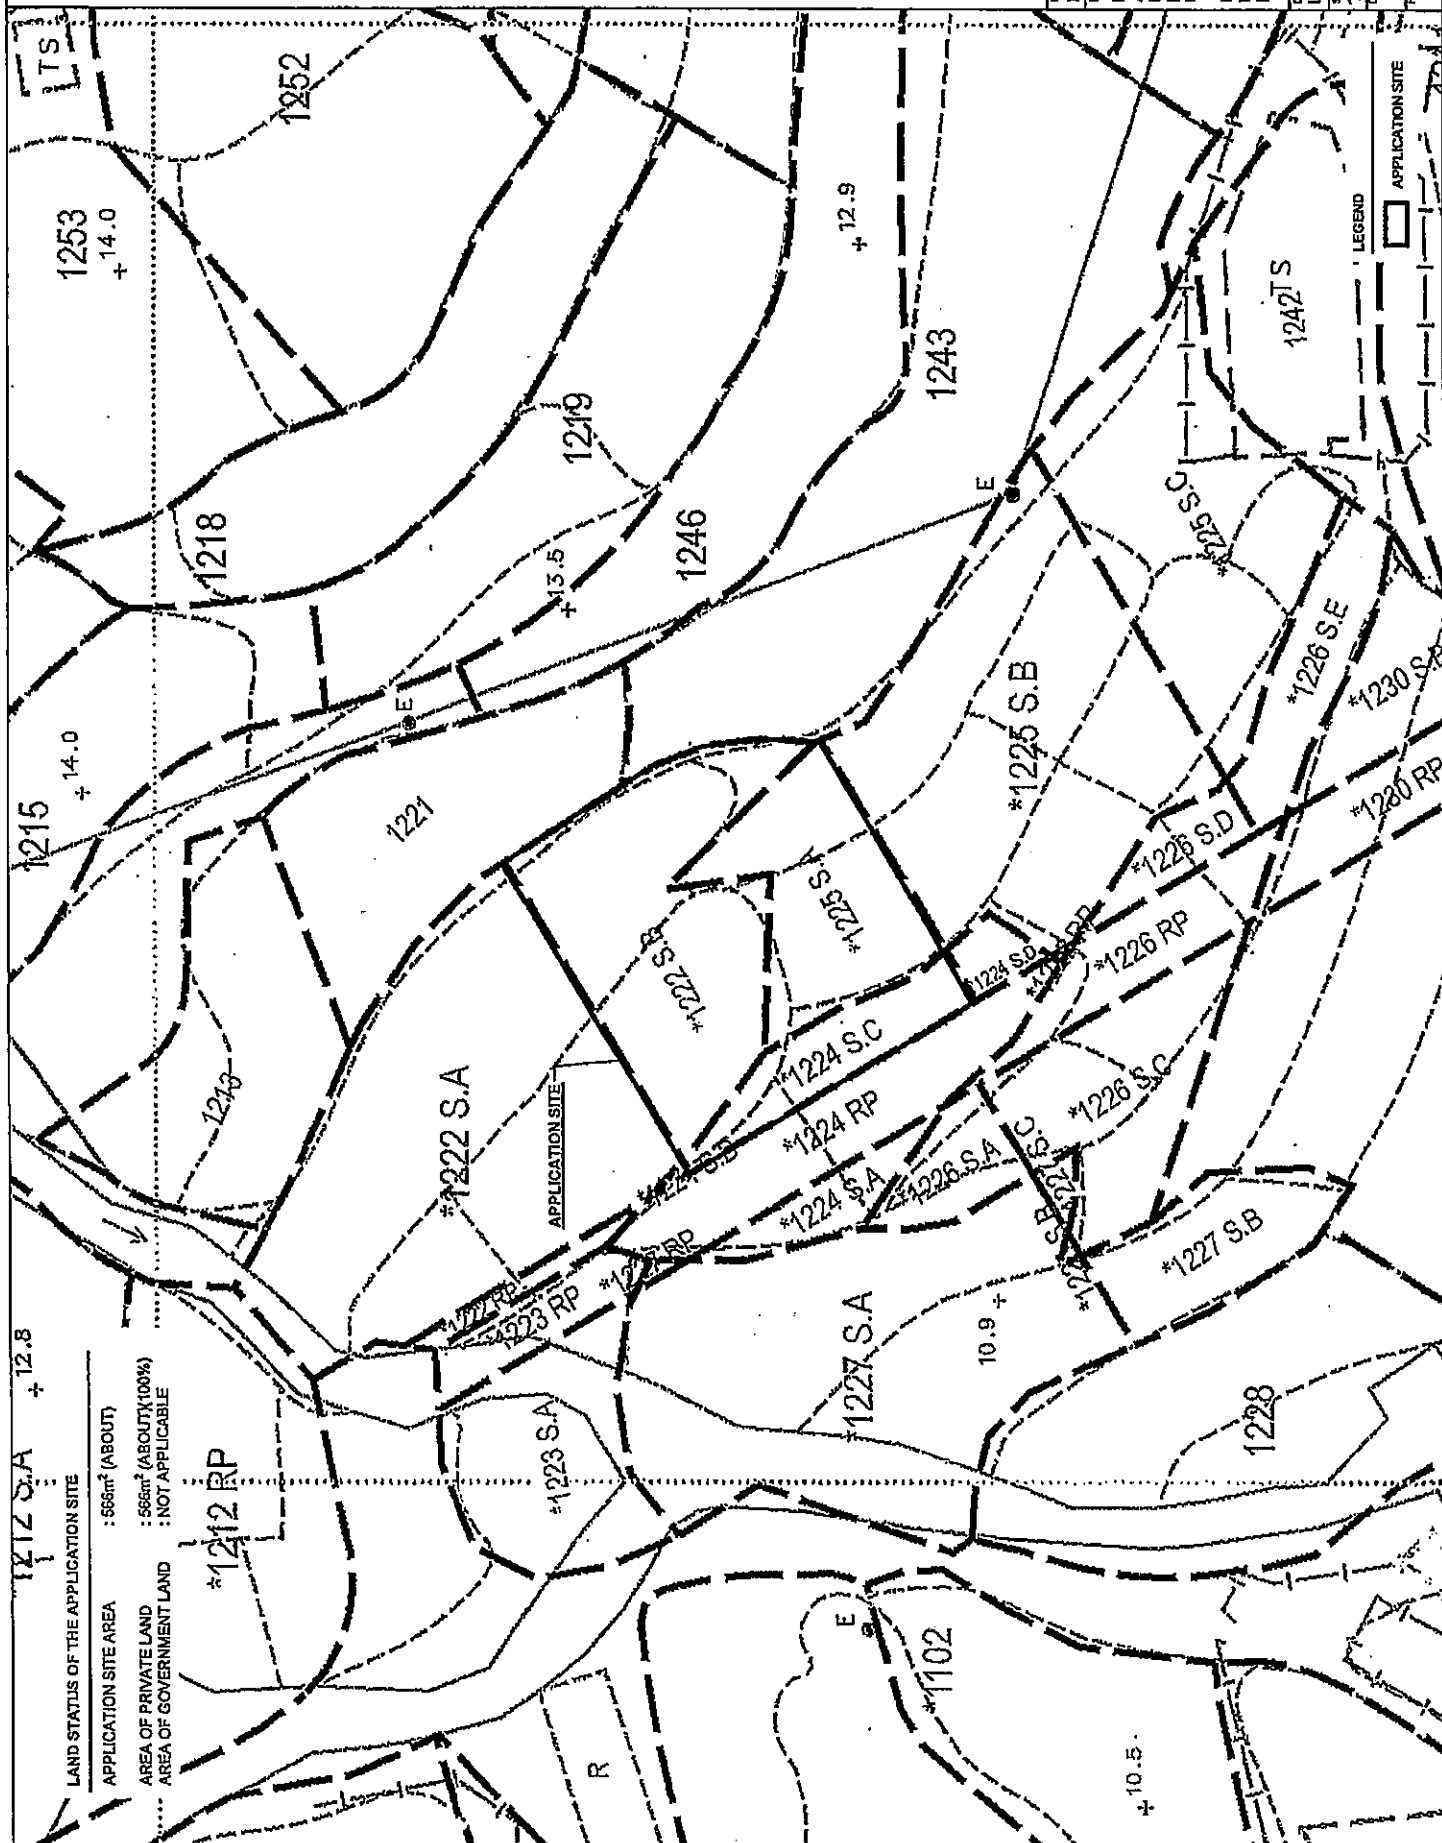 LAND STATUS OF THE APPLICATION SITE
APPLICATION SITE AREA : 566m² (ABOUT)
AREA OF PRIVATE LAND : 566m² (ABOUT)(100%)
AREA OF GOVERNMENT LAND : NOT APPLICABLE
1212 S.A
+ 12.8
1215
+ 14.0
1253
+ 14.0
TS
1252
*1212 RP
1213
1218
1221
E
1219
+ 13.5
1246
+ 12.9
1243
E
*1222 S.A
APPLICATION SITE
*1222 S.B
*1222 RP
*1223 RP
*1223 S.A
R
*1224 S.C
*1224 RP
*1224 S.A
*1224 S.D
*1225 S.B
*1225 S.C
*1226 S.A
*1226 S.C
*1226 RP
*1226 S.D
*1226 S.E
*1227 S.A
*1227 S.B
10.9 +
1228
*1230 RP
E
*1102
+ 10.5
1242
TS
LEGEND
APPLICATION SITE